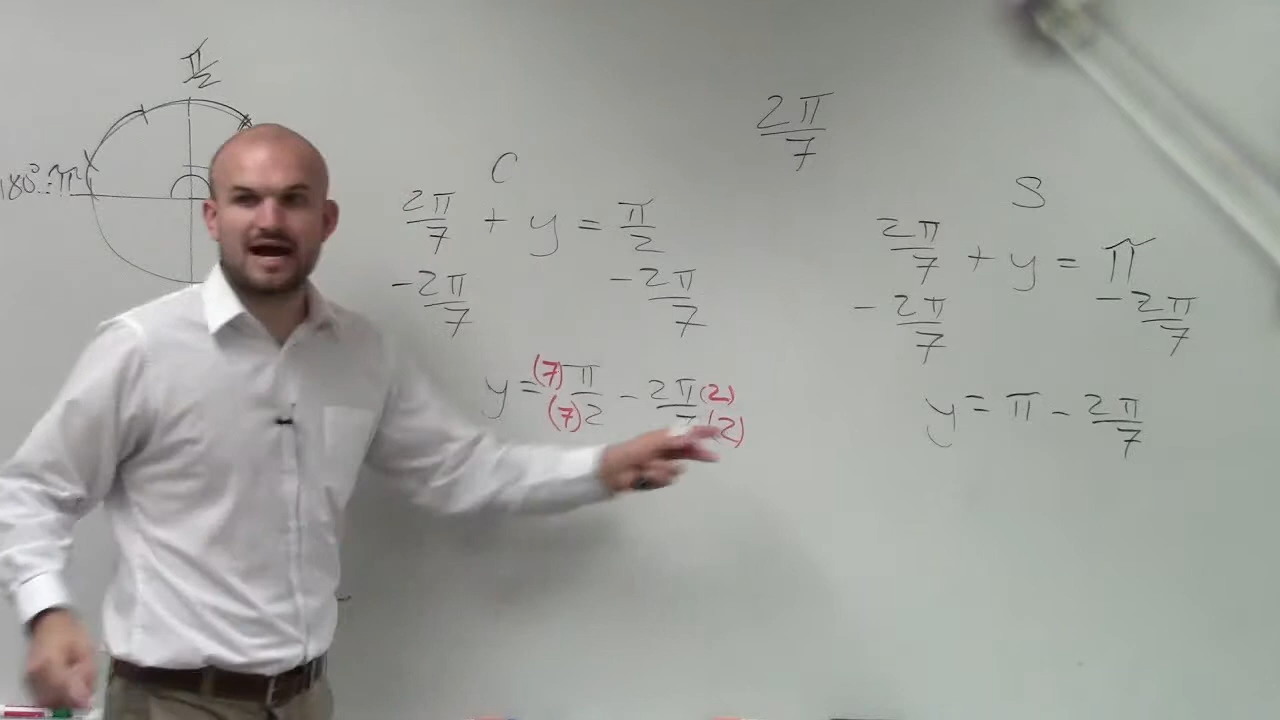 π/2
180° = π
2π/7
C
2π/7 + y = π/2
-2π/7 -2π/7
y = (7)π/(7)2 - 2π(2)/7(2)
S
2π/7 + y = π
-2π/7 -2π/7
y = π - 2π/7